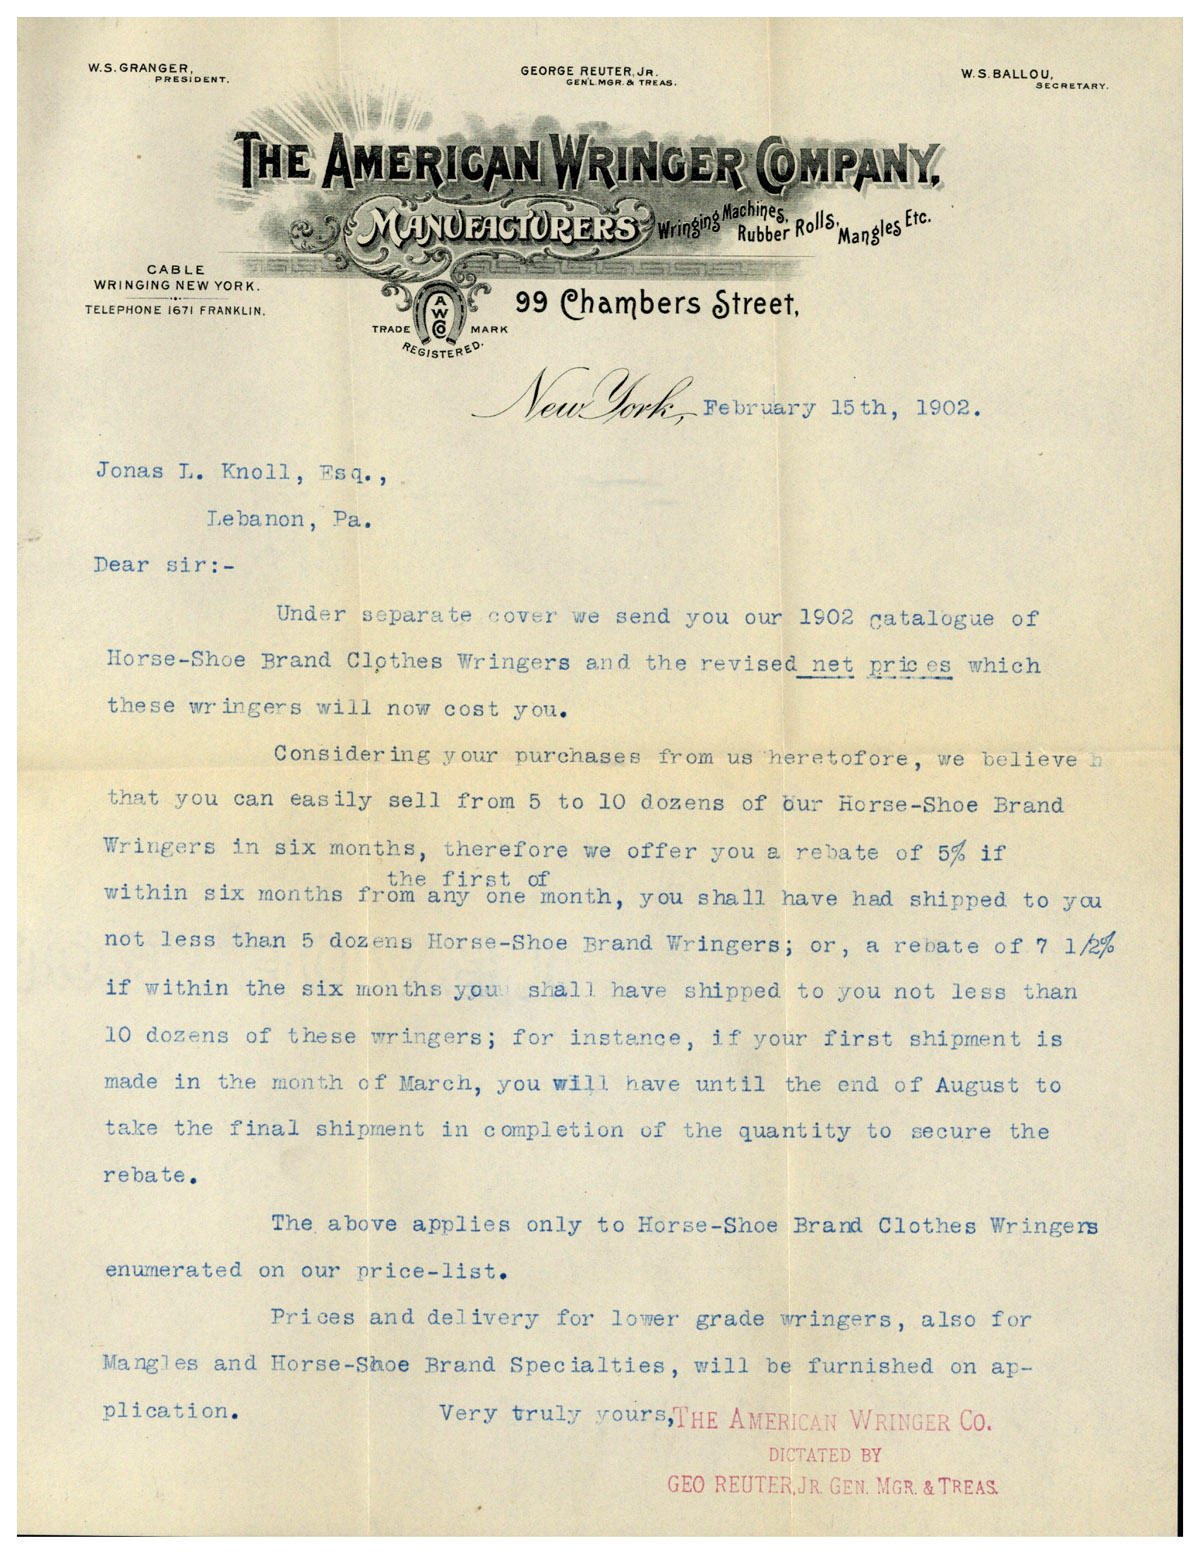 W.S. GRANGER,
PRESIDENT.
GEORGE REUTER, JR.
GEN'L. MGR. & TREAS.
W.S. BALLOU,
SECRETARY.
THE AMERICAN WRINGER COMPANY,
MANUFACTURERS Wringing Machines, Rubber Rolls, Mangles Etc.
CABLE
WRINGING NEW YORK.
TELEPHONE 1671 FRANKLIN.
A
W
Co
TRADE MARK
REGISTERED.
99 Chambers Street,
New York, February 15th, 1902.
Jonas L. Knoll, Esq.,
Lebanon, Pa.
Dear sir:-
Under separate cover we send you our 1902 catalogue of
Horse-Shoe Brand Clothes Wringers and the revised net prices which
these wringers will now cost you.
Considering your purchases from us heretofore, we believe h
that you can easily sell from 5 to 10 dozens of our Horse-Shoe Brand
Wringers in six months, therefore we offer you a rebate of 5% if
the first of
within six months from any one month, you shall have had shipped to you
not less than 5 dozens Horse-Shoe Brand Wringers; or, a rebate of 7 1/2%
if within the six months you shall have shipped to you not less than
10 dozens of these wringers; for instance, if your first shipment is
made in the month of March, you will have until the end of August to
take the final shipment in completion of the quantity to secure the
rebate.
The above applies only to Horse-Shoe Brand Clothes Wringers
enumerated on our price-list.
Prices and delivery for lower grade wringers, also for
Mangles and Horse-Shoe Brand Specialties, will be furnished on ap-
plication. Very truly yours, THE AMERICAN WRINGER CO.
DICTATED BY
GEO REUTER, JR. GEN. MGR. & TREAS.